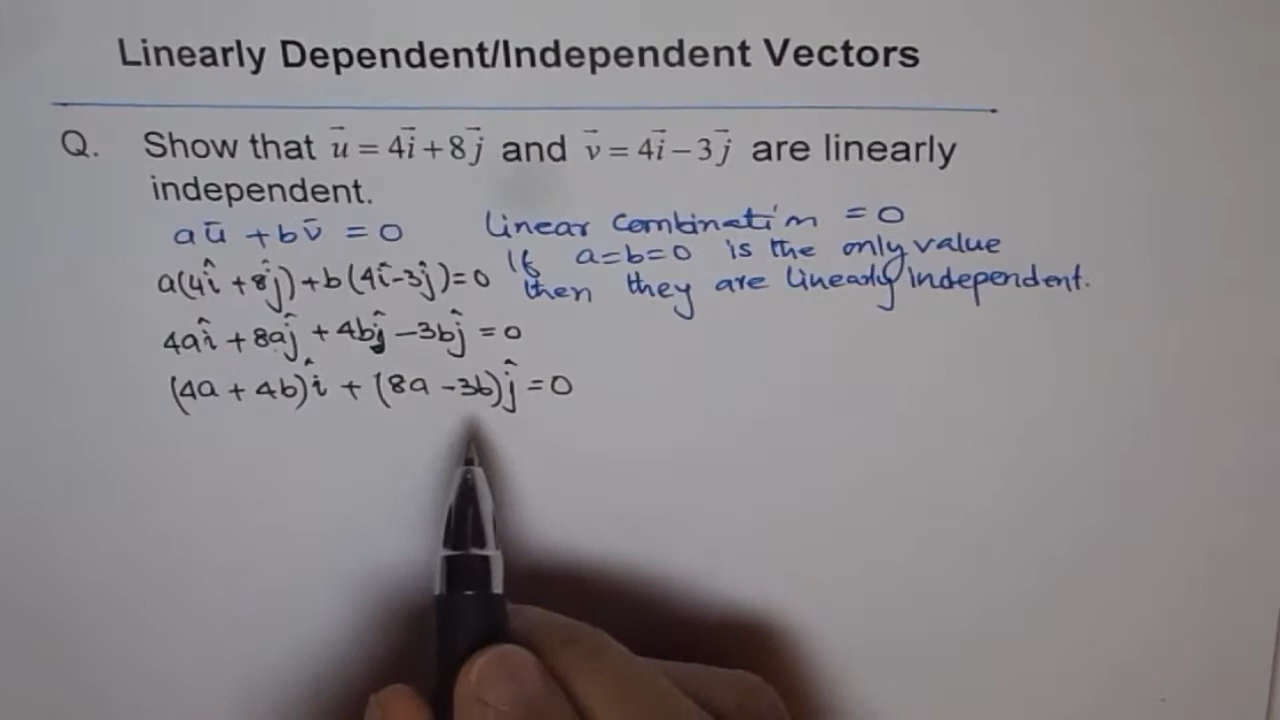 Linearly Dependent/Independent Vectors
Q. Show that u⃗ = 4i⃗ + 8j⃗ and v⃗ = 4i⃗ − 3j⃗ are linearly
independent.
aū + bv̄ = 0 Linear Combination = 0
If a=b=0 is the only value
a(4î + 8ĵ) + b(4î − 3ĵ) = 0 then they are linearly independent.
4aî + 8aĵ + 4bĵ − 3bĵ = 0
(4a + 4b)î + (8a − 3b)ĵ = 0